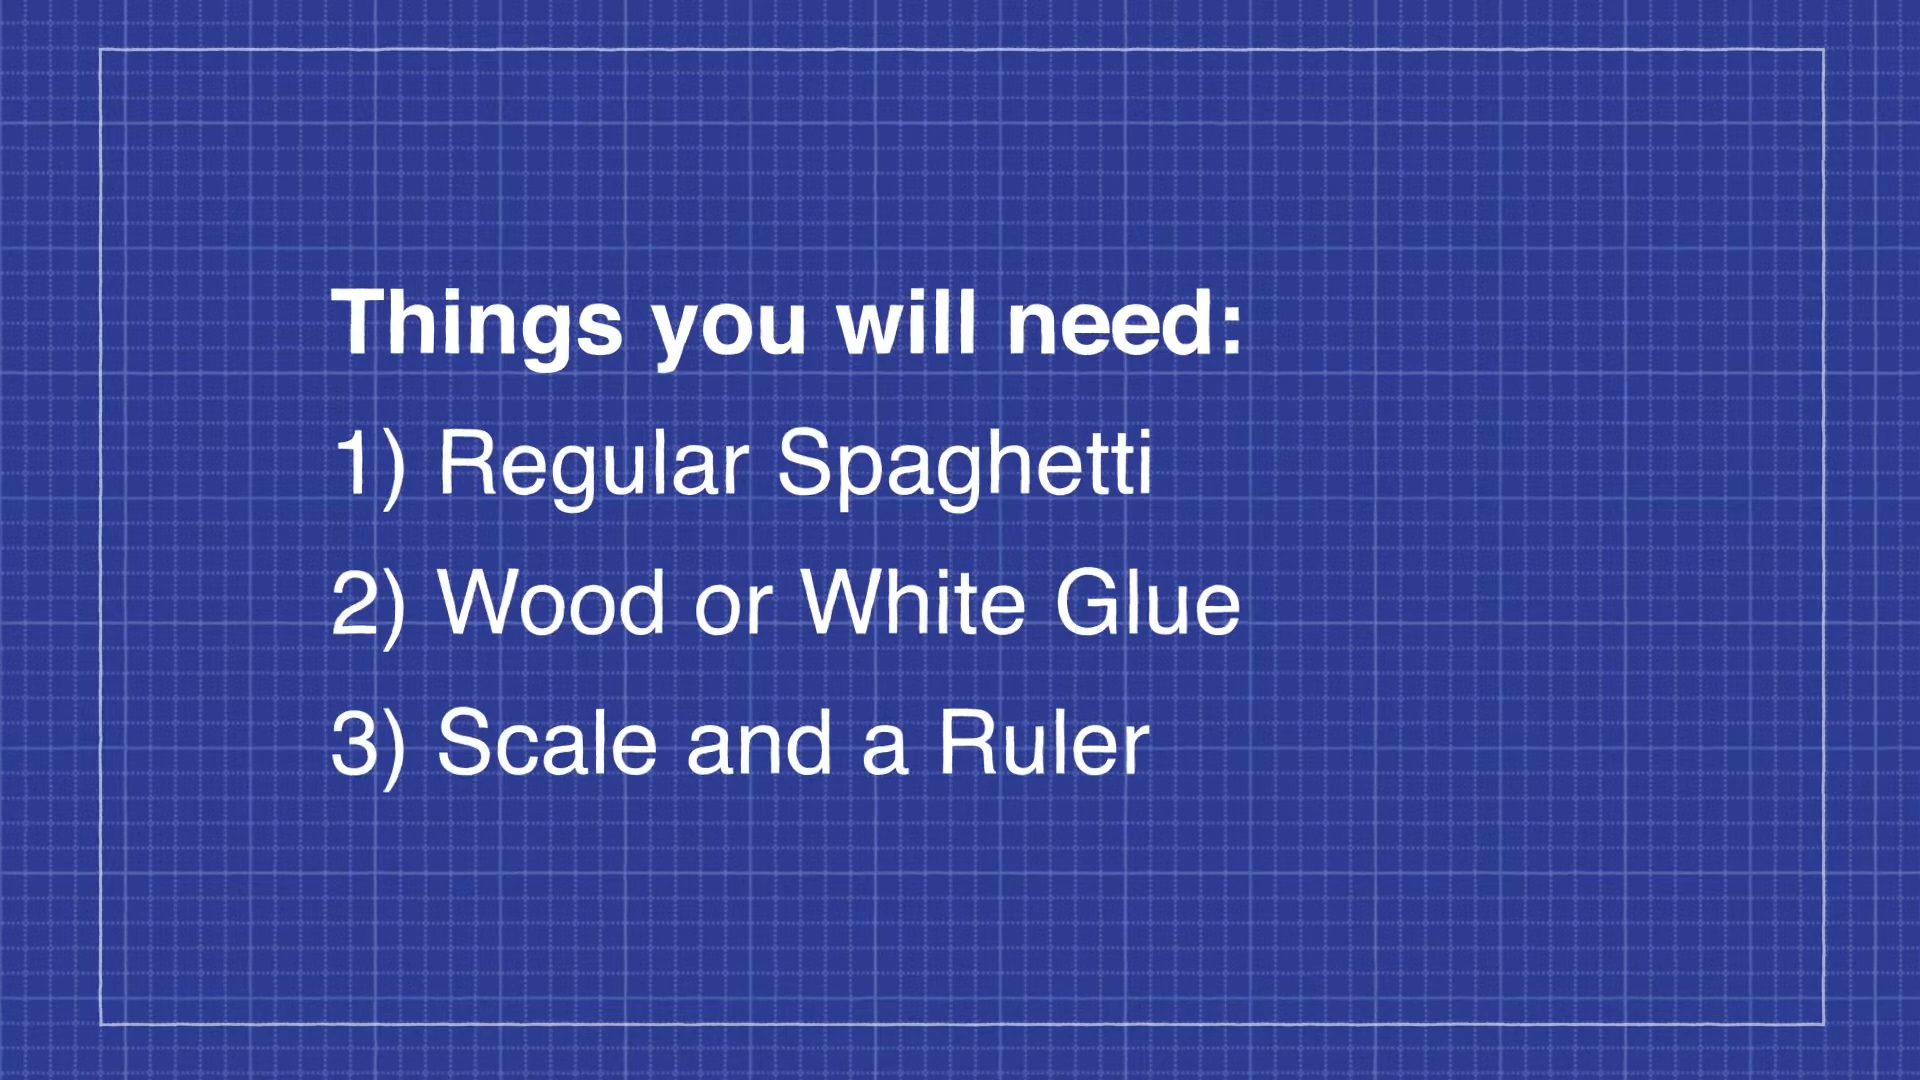 Things you will need:
1) Regular Spaghetti
2) Wood or White Glue
3) Scale and a Ruler